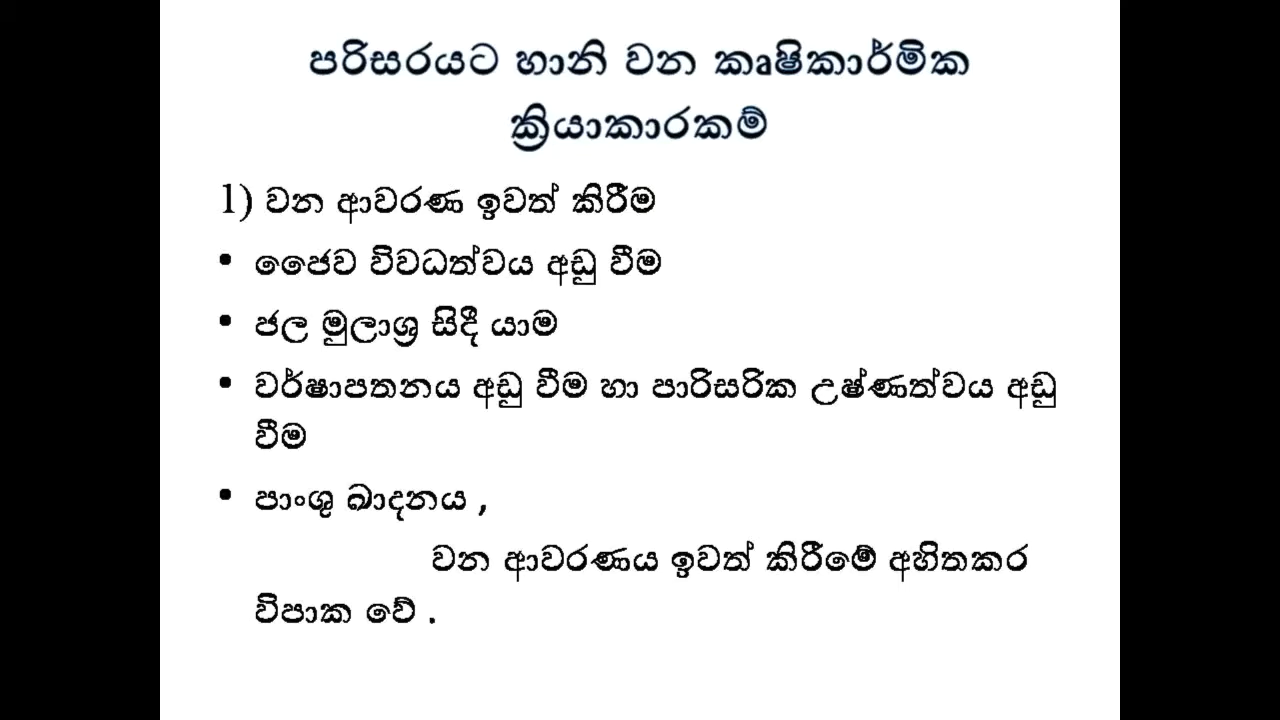 පරිසරයට හානි වන කෘෂිකාර්මික
ක්‍රියාකාරකම්
1) වන ආවරණ ඉවත් කිරීම
• ජෛව විවධත්වය අඩු වීම
• ජල මුලාශ්‍ර සිදී යාම
• වර්ෂාපතනය අඩු වීම හා පාරිසරික උෂ්ණත්වය අඩු
වීම
• පාංශු ඛාදනය ,
වන ආවරණය ඉවත් කිරීමේ අහිතකර
විපාක වේ .